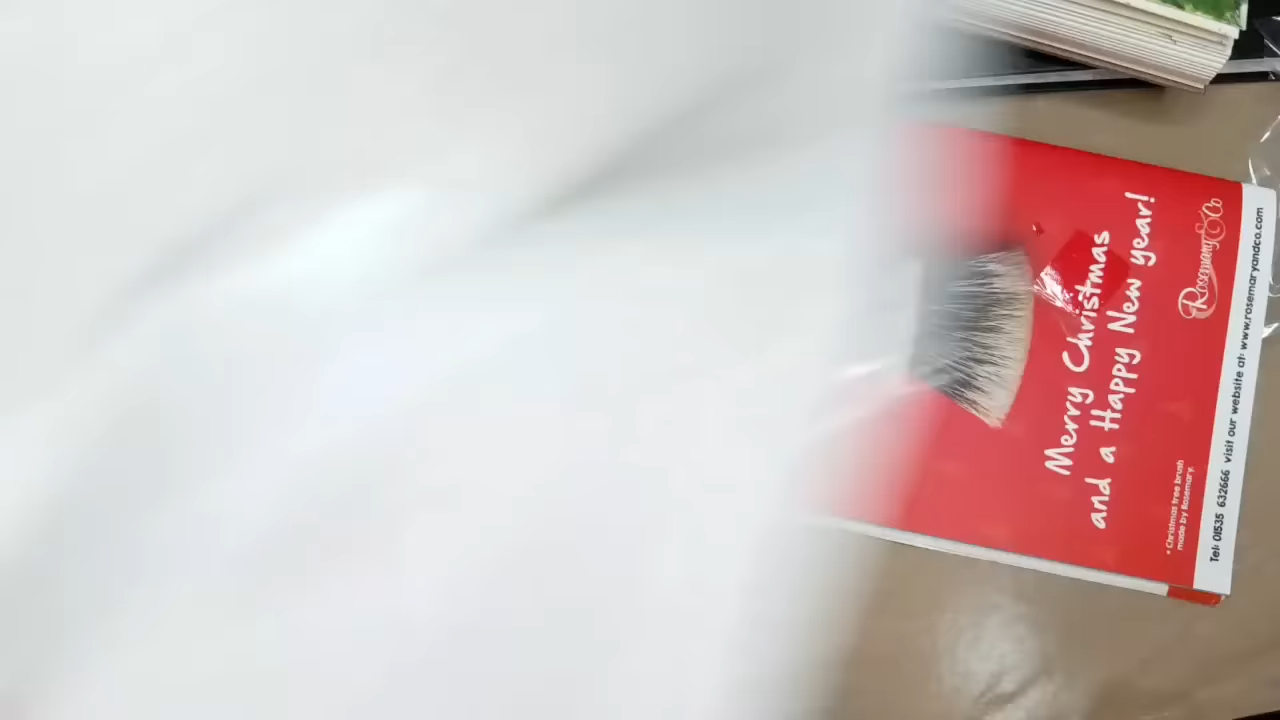 Merry Christmas
and a Happy New year!
Rosemary & Co
* Christmas tree brush
made by Rosemary.
Tel: 01535 632666 visit our website at: www.rosemaryandco.com